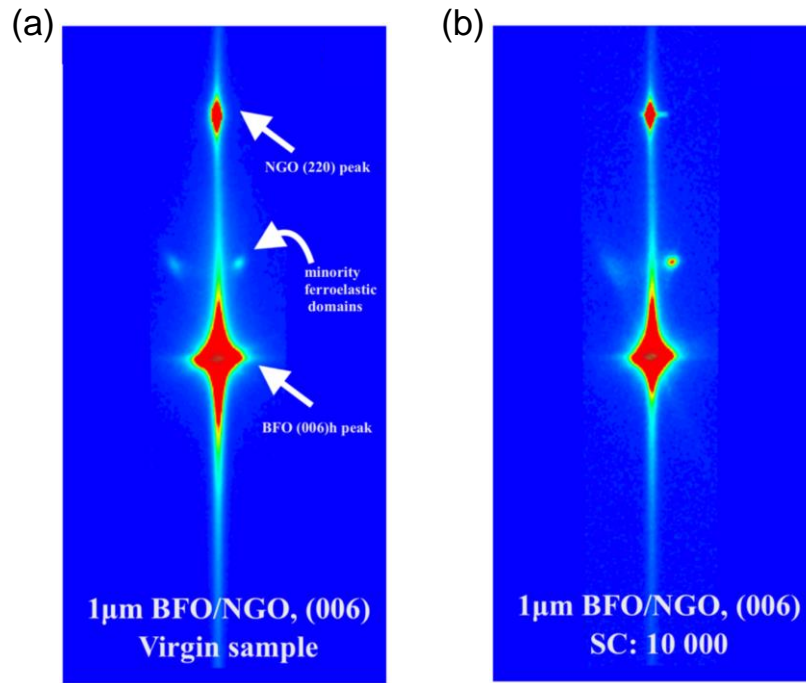 (a)
NGO (220) peak
minority
ferroelastic
domains
BFO (006)h peak
1μm BFO/NGO, (006)
Virgin sample
(b)
1μm BFO/NGO, (006)
SC: 10 000